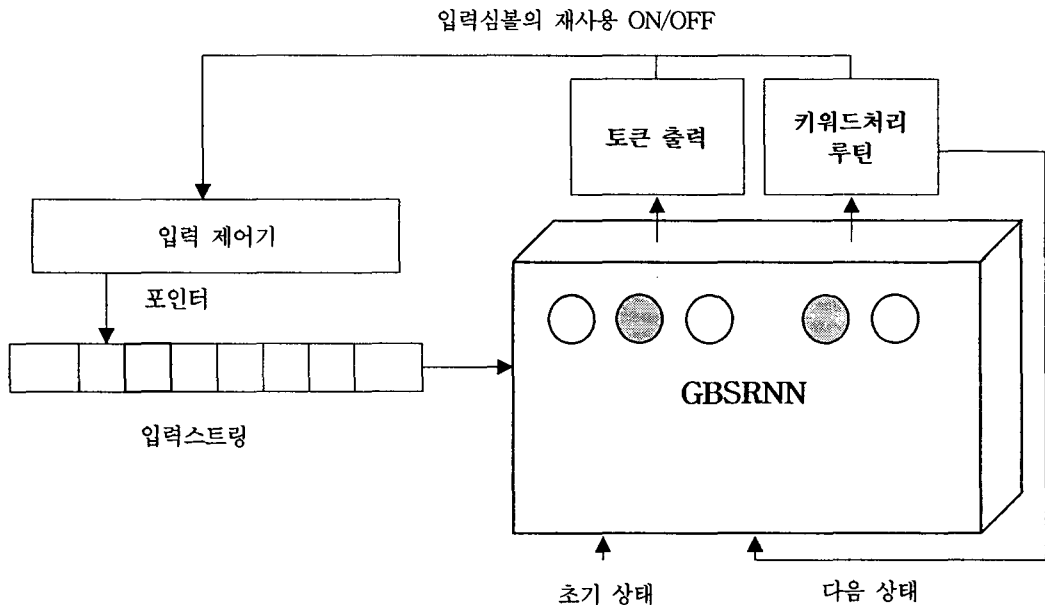 입력심볼의 재사용 ON/OFF
토큰 출력
키워드처리
루틴
입력 제어기
포인터
GBSRNN
입력스트링
초기 상태
다음 상태